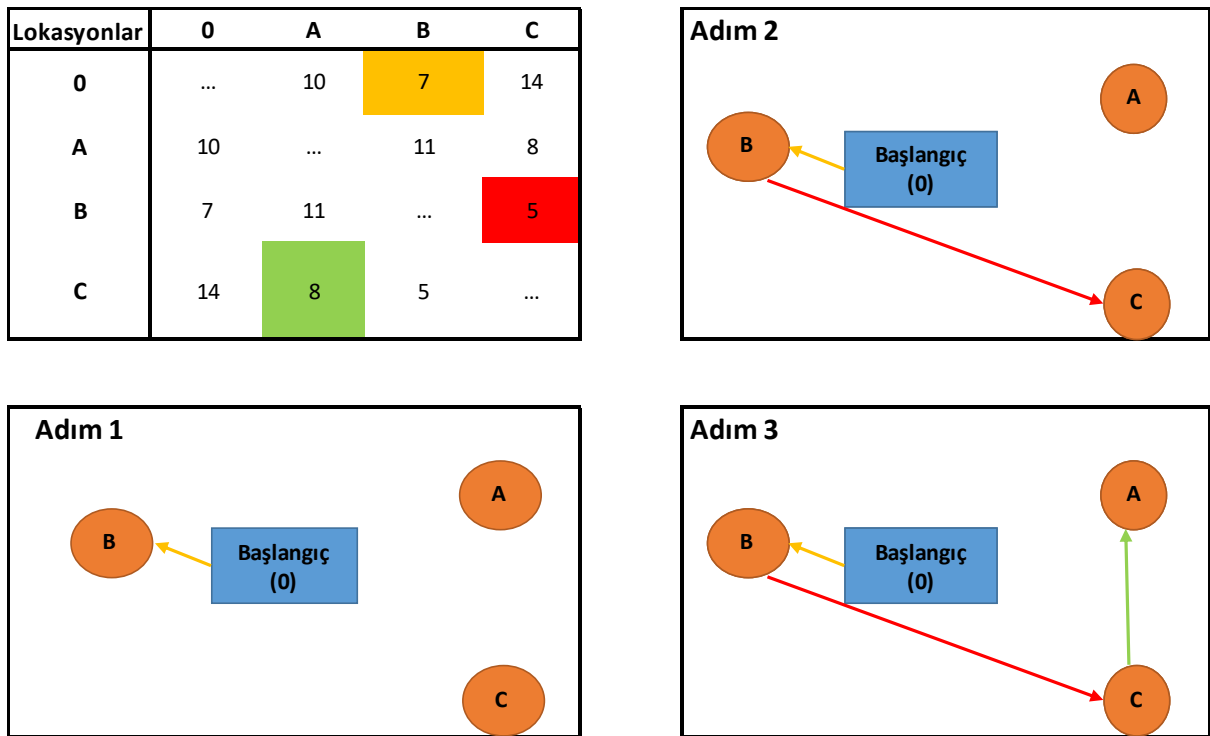 Lokasyonlar 0 A B C
0 ... 10 7 14
A 10 ... 11 8
B 7 11 ... 5
C 14 8 5 ...
Adım 2
A
B
Başlangıç
(0)
C
Adım 1
A
B
Başlangıç
(0)
C
Adım 3
A
B
Başlangıç
(0)
C